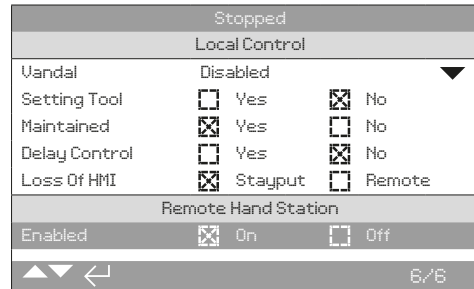 Stopped
Local Control
Vandal Disabled
Setting Tool Yes No
Maintained Yes No
Delay Control Yes No
Loss Of HMI Stayput Remote
Remote Hand Station
Enabled On Off
6/6